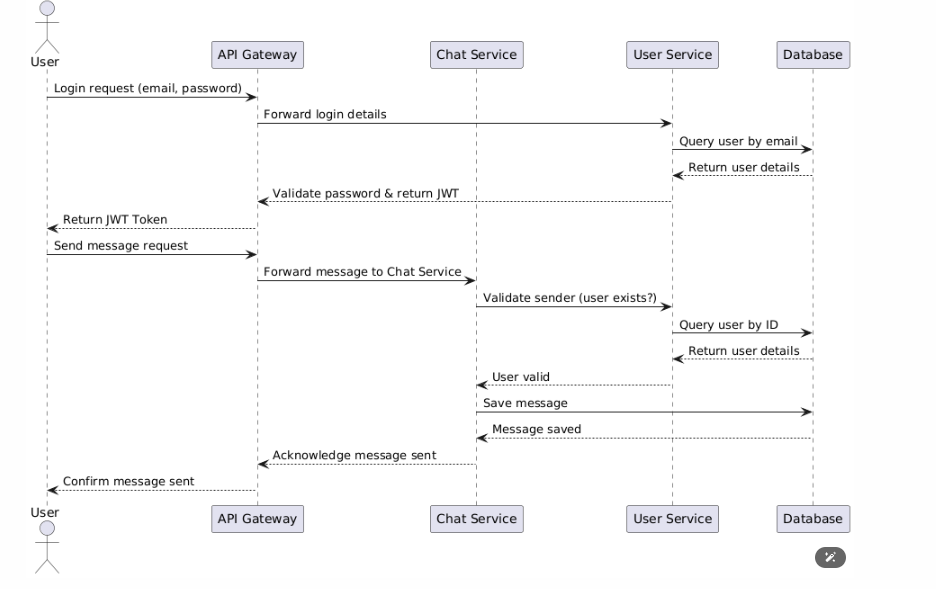 User
API Gateway
Chat Service
User Service
Database
Login request (email, password)
Forward login details
Query user by email
Return user details
Validate password & return JWT
Return JWT Token
Send message request
Forward message to Chat Service
Validate sender (user exists?)
Query user by ID
Return user details
User valid
Save message
Message saved
Acknowledge message sent
Confirm message sent
User
API Gateway
Chat Service
User Service
Database